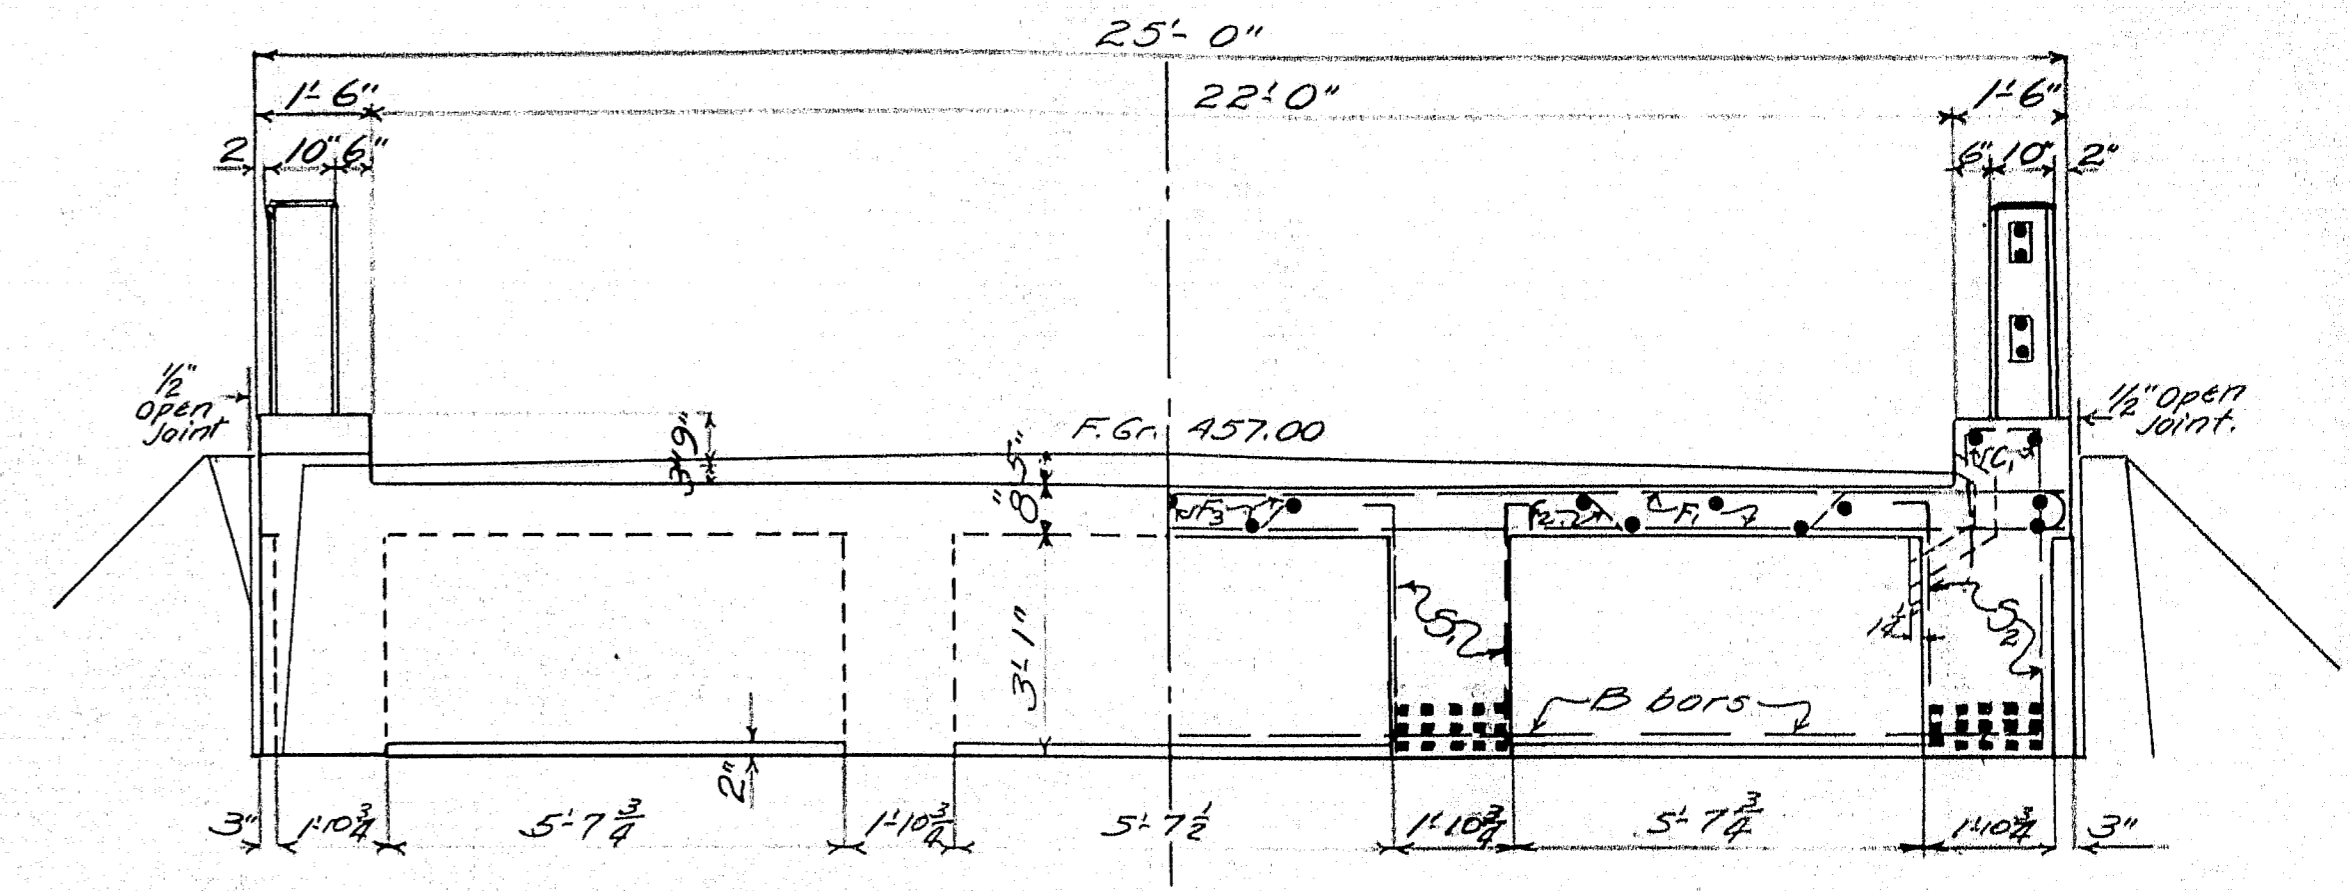 25'-0"
1'-6" 22'-0" 1'-6"
2 10" 6" 6" 10" 2"
1/2"
Open
Joint
1/2" Open
Joint.
F. Gr. 457.00
9"
3"
5"
8"
C1
F3 F2 F1
3'-1"
S1
1 1/4
S2
B bars
2"
3" 1'-10 3/4 5'-7 3/4 1'-10 3/4 5'-7 1/2 1'-10 3/4 5'-7 3/4 1'-10 3/4 3"